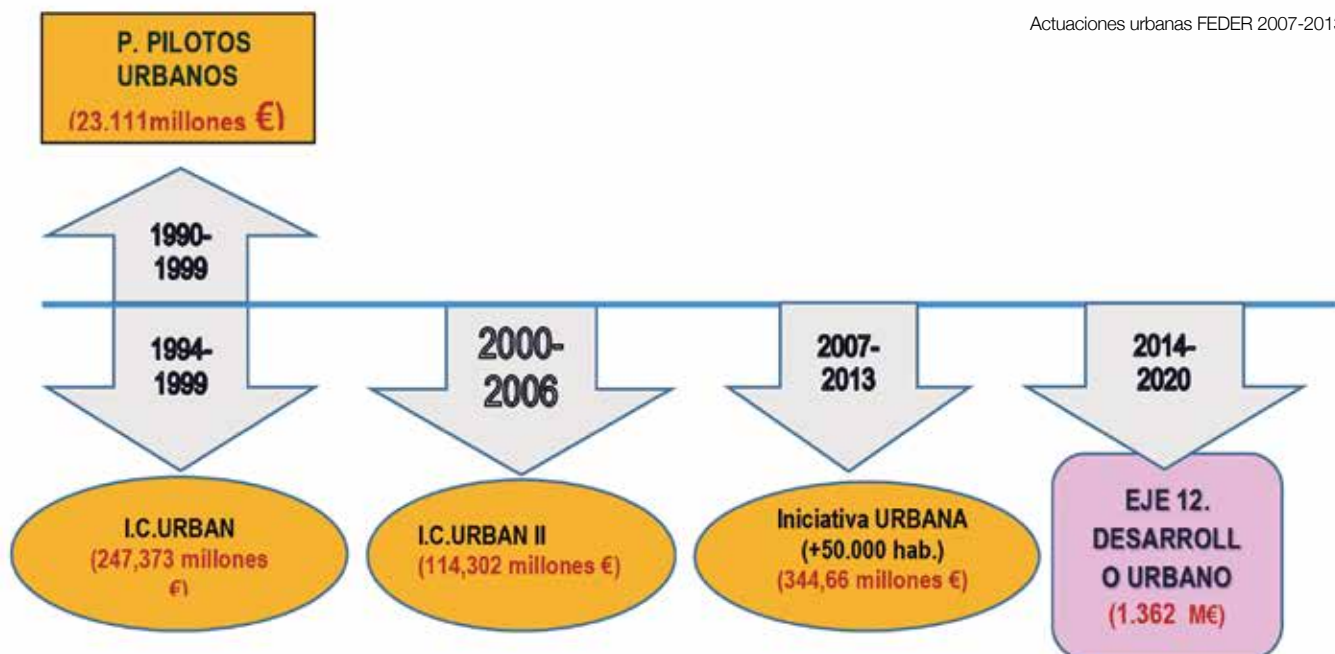 Actuaciones urbanas FEDER 2007-2013
P. PILOTOS
URBANOS
(23.111millones €)
1990-
1999
1994-
1999
2000-
2006
2007-
2013
2014-
2020
I.C.URBAN
(247,373 millones
€)
I.C.URBAN II
(114,302 millones €)
Iniciativa URBANA
(+50.000 hab.)
(344,66 millones €)
EJE 12.
DESARROLL
O URBANO
(1.362 M€)